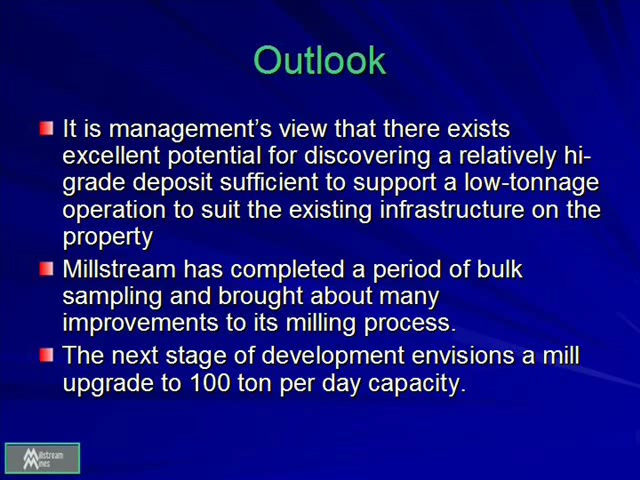 Outlook
It is management's view that there exists
excellent potential for discovering a relatively hi-
grade deposit sufficient to support a low-tonnage
operation to suit the existing infrastructure on the
property
Millstream has completed a period of bulk
sampling and brought about many
improvements to its milling process.
The next stage of development envisions a mill
upgrade to 100 ton per day capacity.
Millstream
Mines